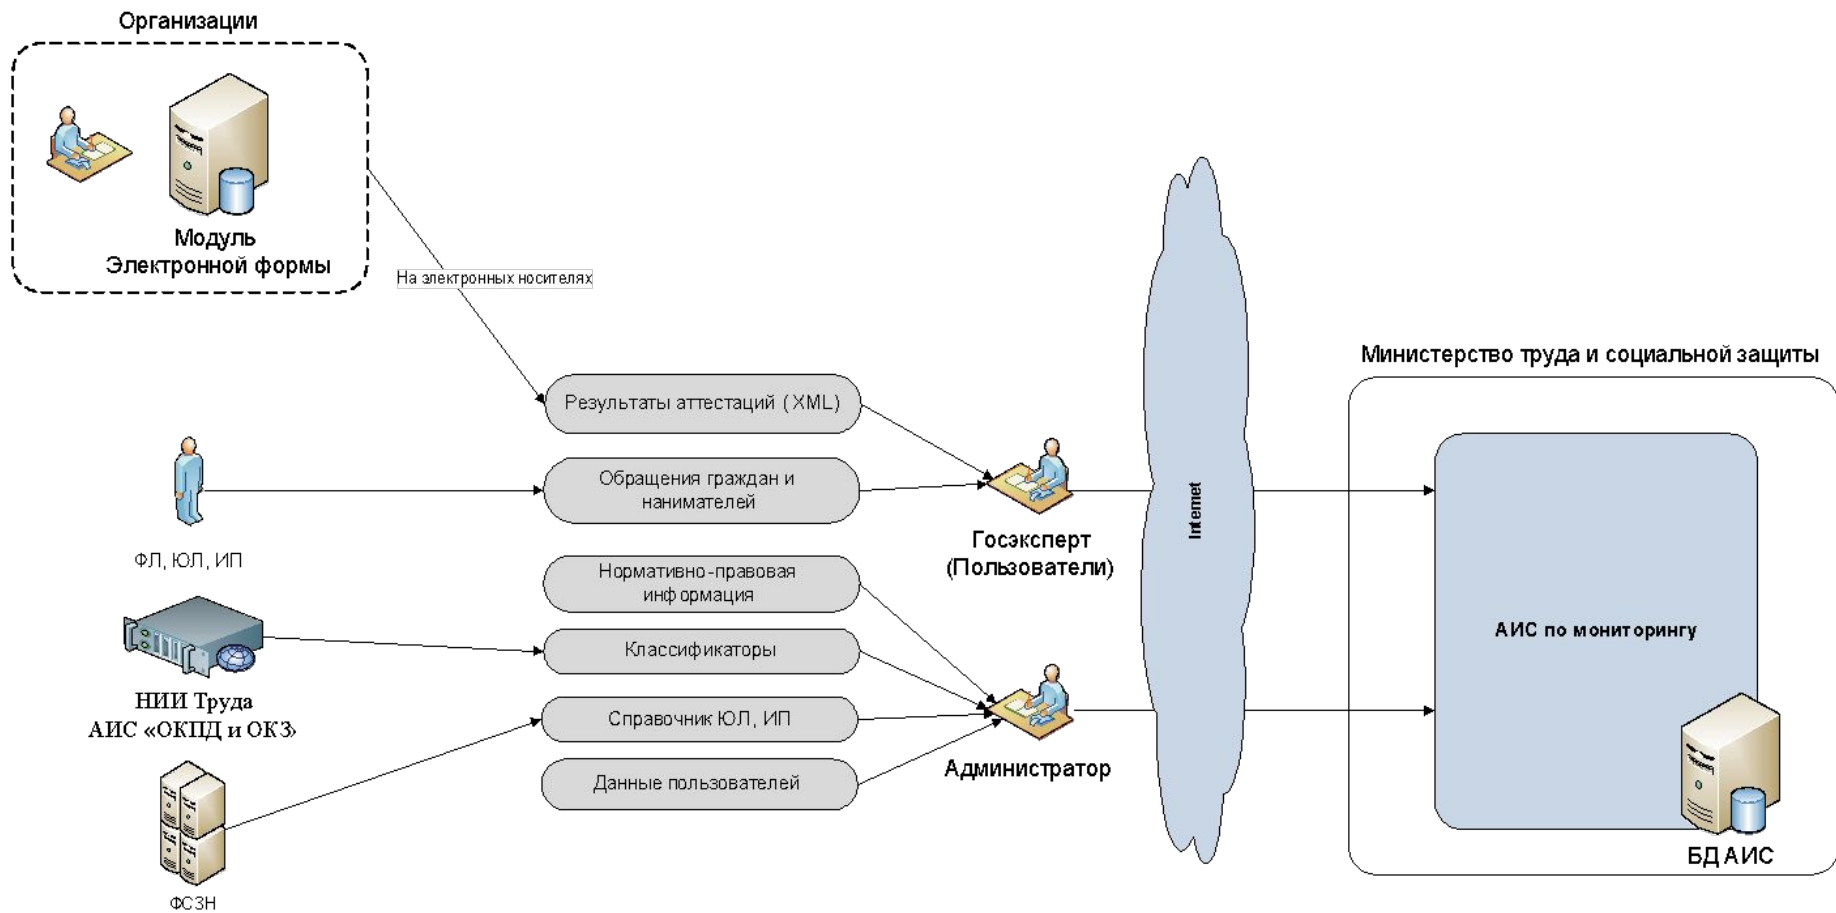 Организации
Модуль
Электронной формы
На электронных носителях
Министерство труда и социальной защиты
Результаты аттестаций ( XML)
Обращения граждан и
нанимателей
ФЛ, ЮЛ, ИП
Госэксперт
(Пользователи)
Internet
Нормативно-правовая
информация
Классификаторы
АИС по мониторингу
НИИ Труда
АИС «ОКПД и ОКЗ»
Справочник ЮЛ, ИП
Администратор
Данные пользователей
БД АИС
ФСЗН